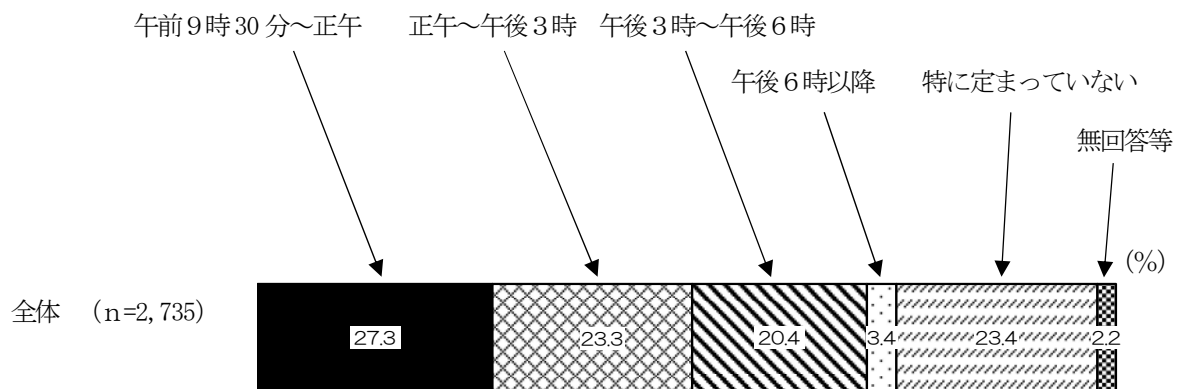 午前９時30分～正午　正午～午後３時　午後３時～午後６時
午後６時以降　特に定まっていない
無回答等
(%)
全体　（ｎ=2,735）
27.3　23.3　20.4　3.4　23.4　2.2